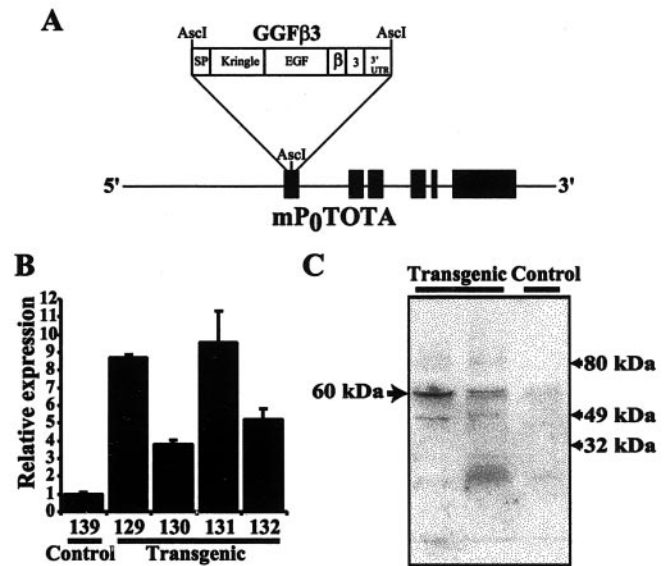 A
GGFβ3
AscI AscI
SP Kringle EGF β 3 3' UTR
AscI
5' 3'
mP₀TOTA
B
Relative expression
12
11
10
9
8
7
6
5
4
3
2
1
0
139 129 130 131 132
Control Transgenic
C
Transgenic Control
60 kDa
80 kDa
49 kDa
32 kDa